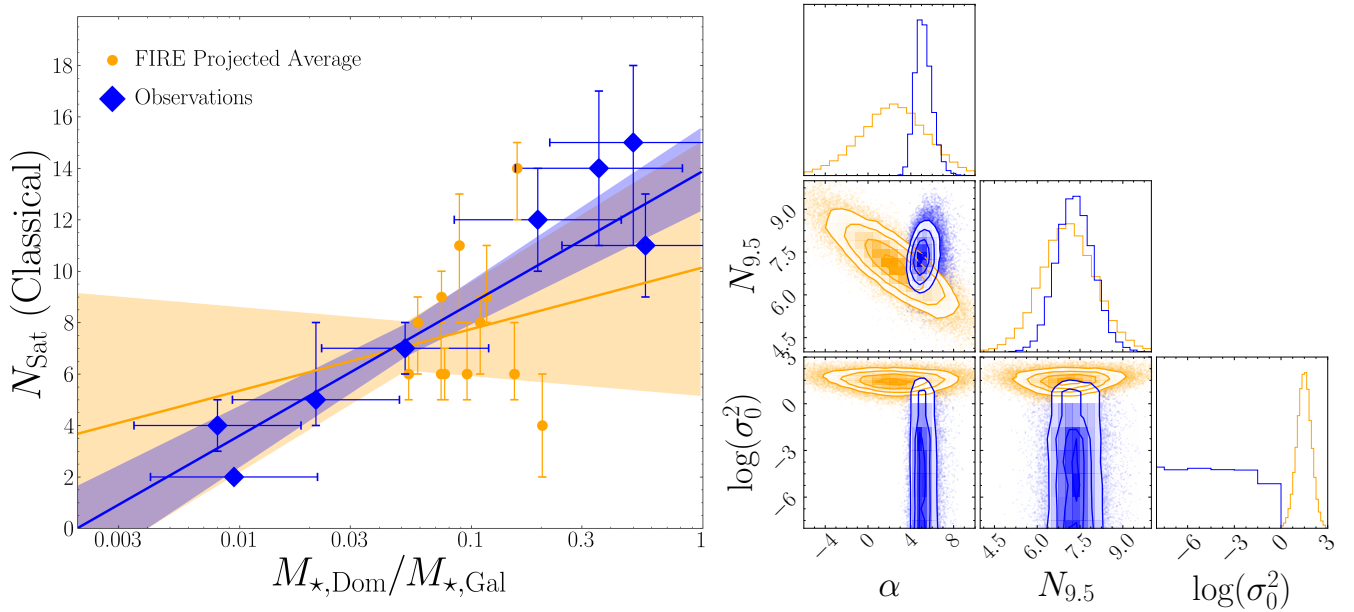 FIRE Projected Average
Observations
N_Sat (Classical)
18
16
14
12
10
8
6
4
2
0
0.003 0.01 0.03 0.1 0.3 1
M_⋆,Dom/M_⋆,Gal
N_9.5
9.0
7.5
6.0
4.5
log(σ_0^2)
3
0
−3
−6
−4 0 4 8
α
4.5 6.0 7.5 9.0
N_9.5
−6 −3 0 3
log(σ_0^2)